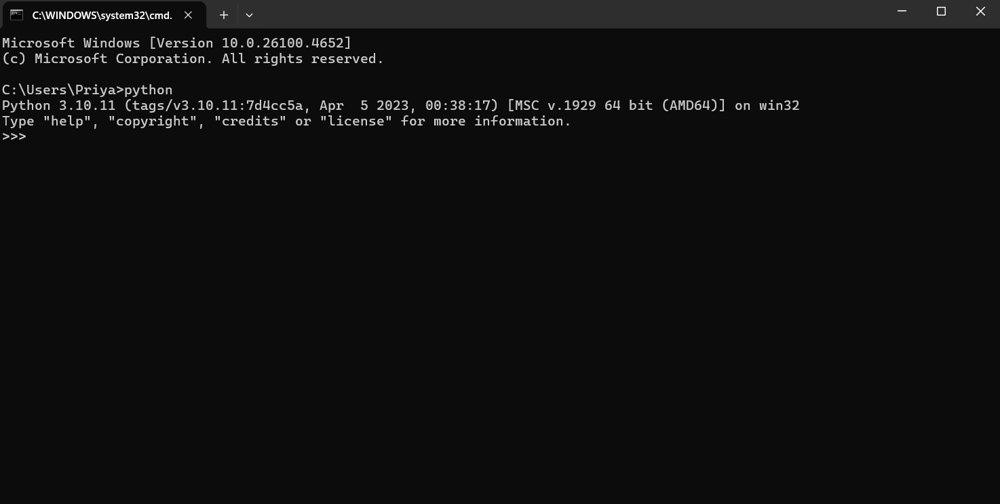 C:\WINDOWS\system32\cmd.
Microsoft Windows [Version 10.0.26100.4652]
(c) Microsoft Corporation. All rights reserved.
C:\Users\Priya>python
Python 3.10.11 (tags/v3.10.11:7d4cc5a, Apr  5 2023, 00:38:17) [MSC v.1929 64 bit (AMD64)] on win32
Type "help", "copyright", "credits" or "license" for more information.
>>>